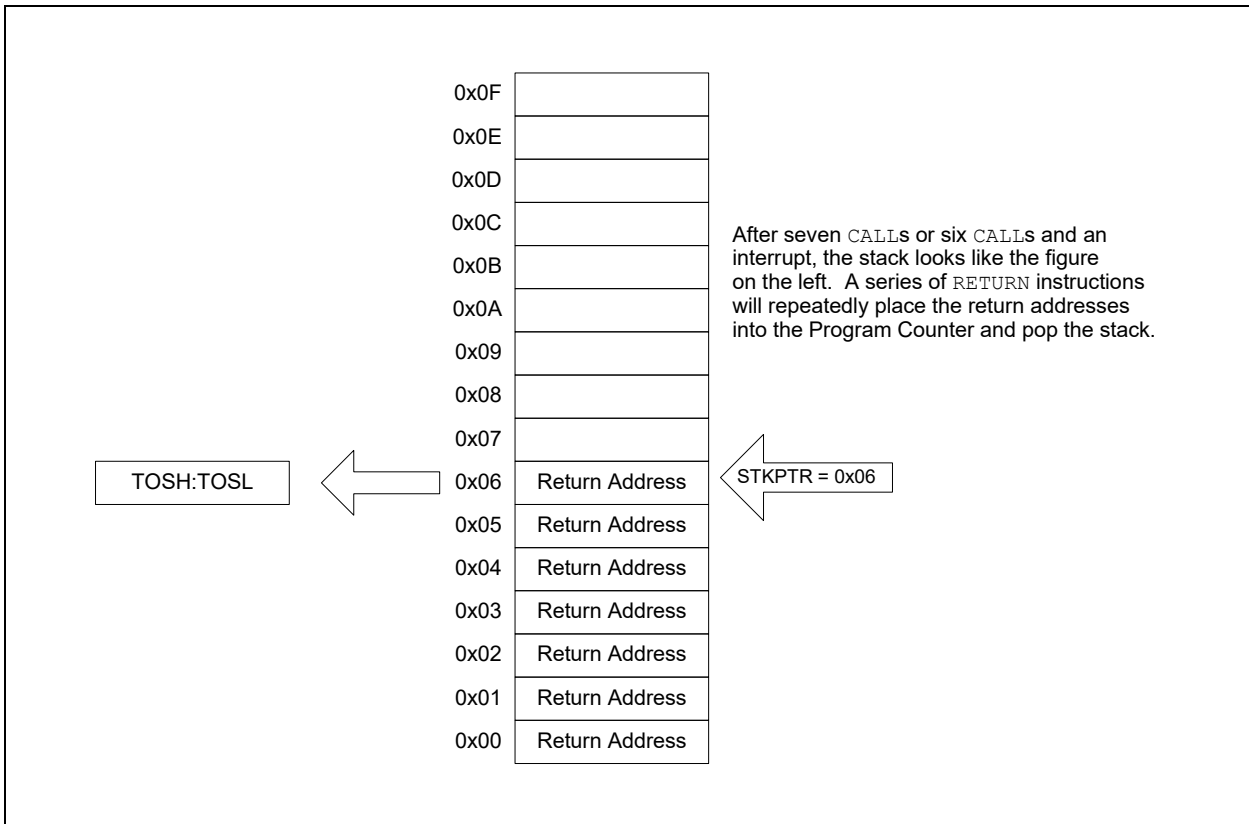 0x0F
0x0E
0x0D
0x0C
After seven CALLs or six CALLs and an
interrupt, the stack looks like the figure
on the left. A series of RETURN instructions
will repeatedly place the return addresses
into the Program Counter and pop the stack.
0x0B
0x0A
0x09
0x08
0x07
TOSH:TOSL
0x06
Return Address
STKPTR = 0x06
0x05
Return Address
0x04
Return Address
0x03
Return Address
0x02
Return Address
0x01
Return Address
0x00
Return Address